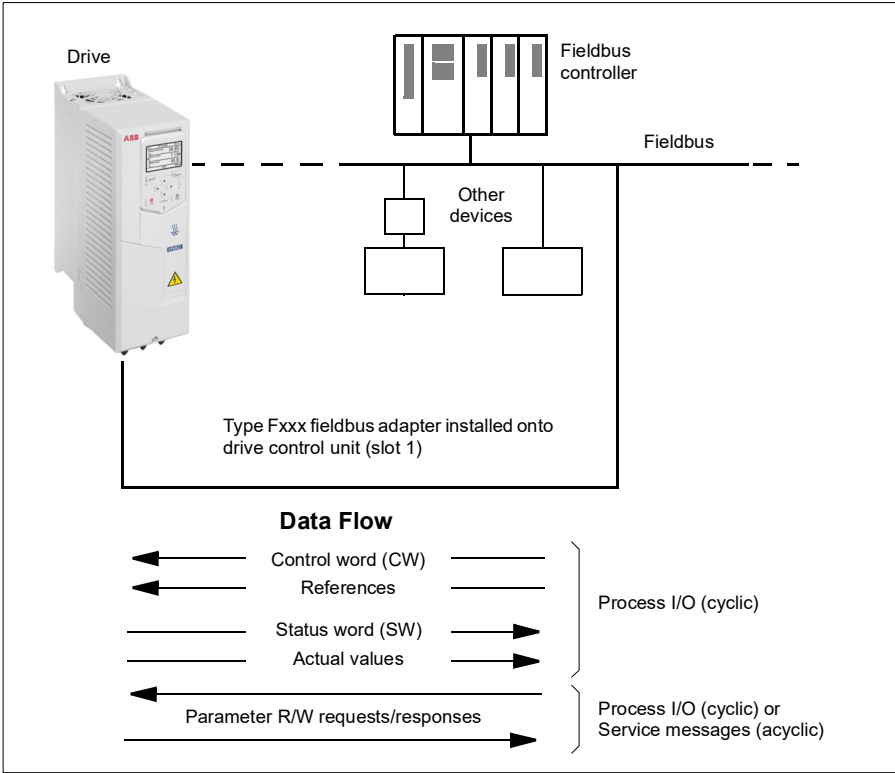 Drive
Fieldbus
controller
ABB
Fieldbus
Other
devices
HVAC
Type Fxxx fieldbus adapter installed onto
drive control unit (slot 1)
Data Flow
Control word (CW)
References
Process I/O (cyclic)
Status word (SW)
Actual values
Parameter R/W requests/responses
Process I/O (cyclic) or
Service messages (acyclic)